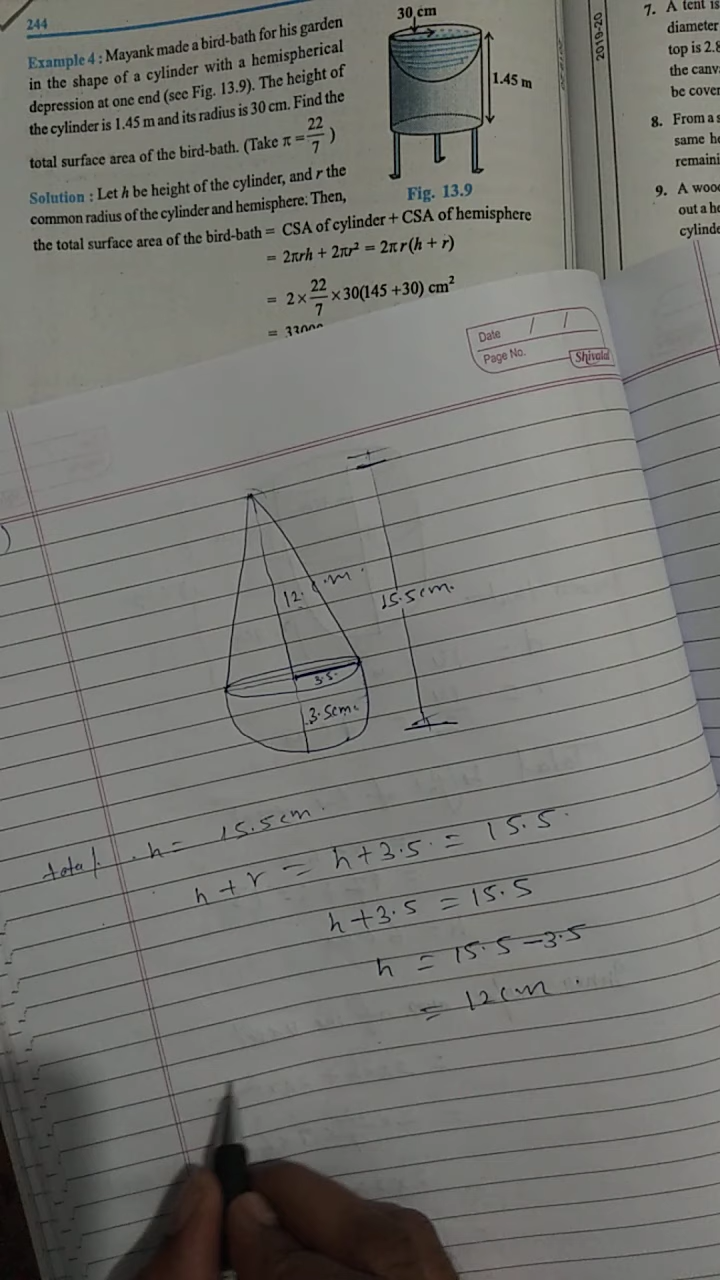 244
Example 4 : Mayank made a bird-bath for his garden
in the shape of a cylinder with a hemispherical
depression at one end (see Fig. 13.9). The height of
the cylinder is 1.45 m and its radius is 30 cm. Find the
total surface area of the bird-bath. (Take π = 22/7)
30 cm
1.45 m
Fig. 13.9
Solution : Let h be height of the cylinder, and r the
common radius of the cylinder and hemisphere. Then,
the total surface area of the bird-bath = CSA of cylinder + CSA of hemisphere
= 2πrh + 2πr² = 2πr(h + r)
= 2 × 22/7 × 30(145 + 30) cm²
2019-20
7. A tent is
diameter
top is 2.8
the canv
be cover
8. From a s
same he
remaini
9. A wood
out a he
cylinde
Date / /
Page No.
Shivalal
12 cm.
15.5 cm.
3.5
3.5cm.
total h = 15.5cm.
h + r = h + 3.5 = 15.5
h + 3.5 = 15.5
h = 15.5 - 3.5
= 12 cm.